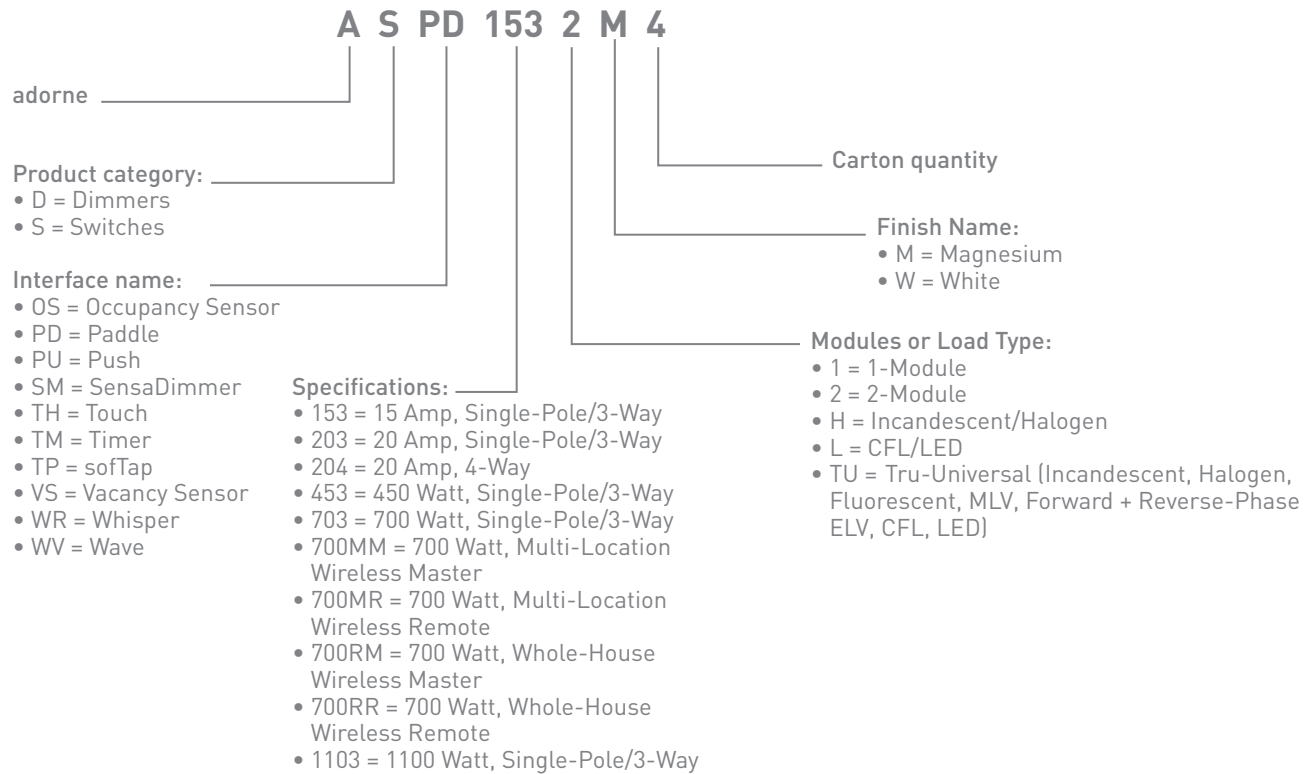 A S PD 153 2 M 4
adorne
Product category:
• D = Dimmers
• S = Switches
Interface name:
• OS = Occupancy Sensor
• PD = Paddle
• PU = Push
• SM = SensaDimmer
• TH = Touch
• TM = Timer
• TP = sofTap
• VS = Vacancy Sensor
• WR = Whisper
• WV = Wave
Specifications:
• 153 = 15 Amp, Single-Pole/3-Way
• 203 = 20 Amp, Single-Pole/3-Way
• 204 = 20 Amp, 4-Way
• 453 = 450 Watt, Single-Pole/3-Way
• 703 = 700 Watt, Single-Pole/3-Way
• 700MM = 700 Watt, Multi-Location
Wireless Master
• 700MR = 700 Watt, Multi-Location
Wireless Remote
• 700RM = 700 Watt, Whole-House
Wireless Master
• 700RR = 700 Watt, Whole-House
Wireless Remote
• 1103 = 1100 Watt, Single-Pole/3-Way
Carton quantity
Finish Name:
• M = Magnesium
• W = White
Modules or Load Type:
• 1 = 1-Module
• 2 = 2-Module
• H = Incandescent/Halogen
• L = CFL/LED
• TU = Tru-Universal (Incandescent, Halogen,
Fluorescent, MLV, Forward + Reverse-Phase
ELV, CFL, LED)